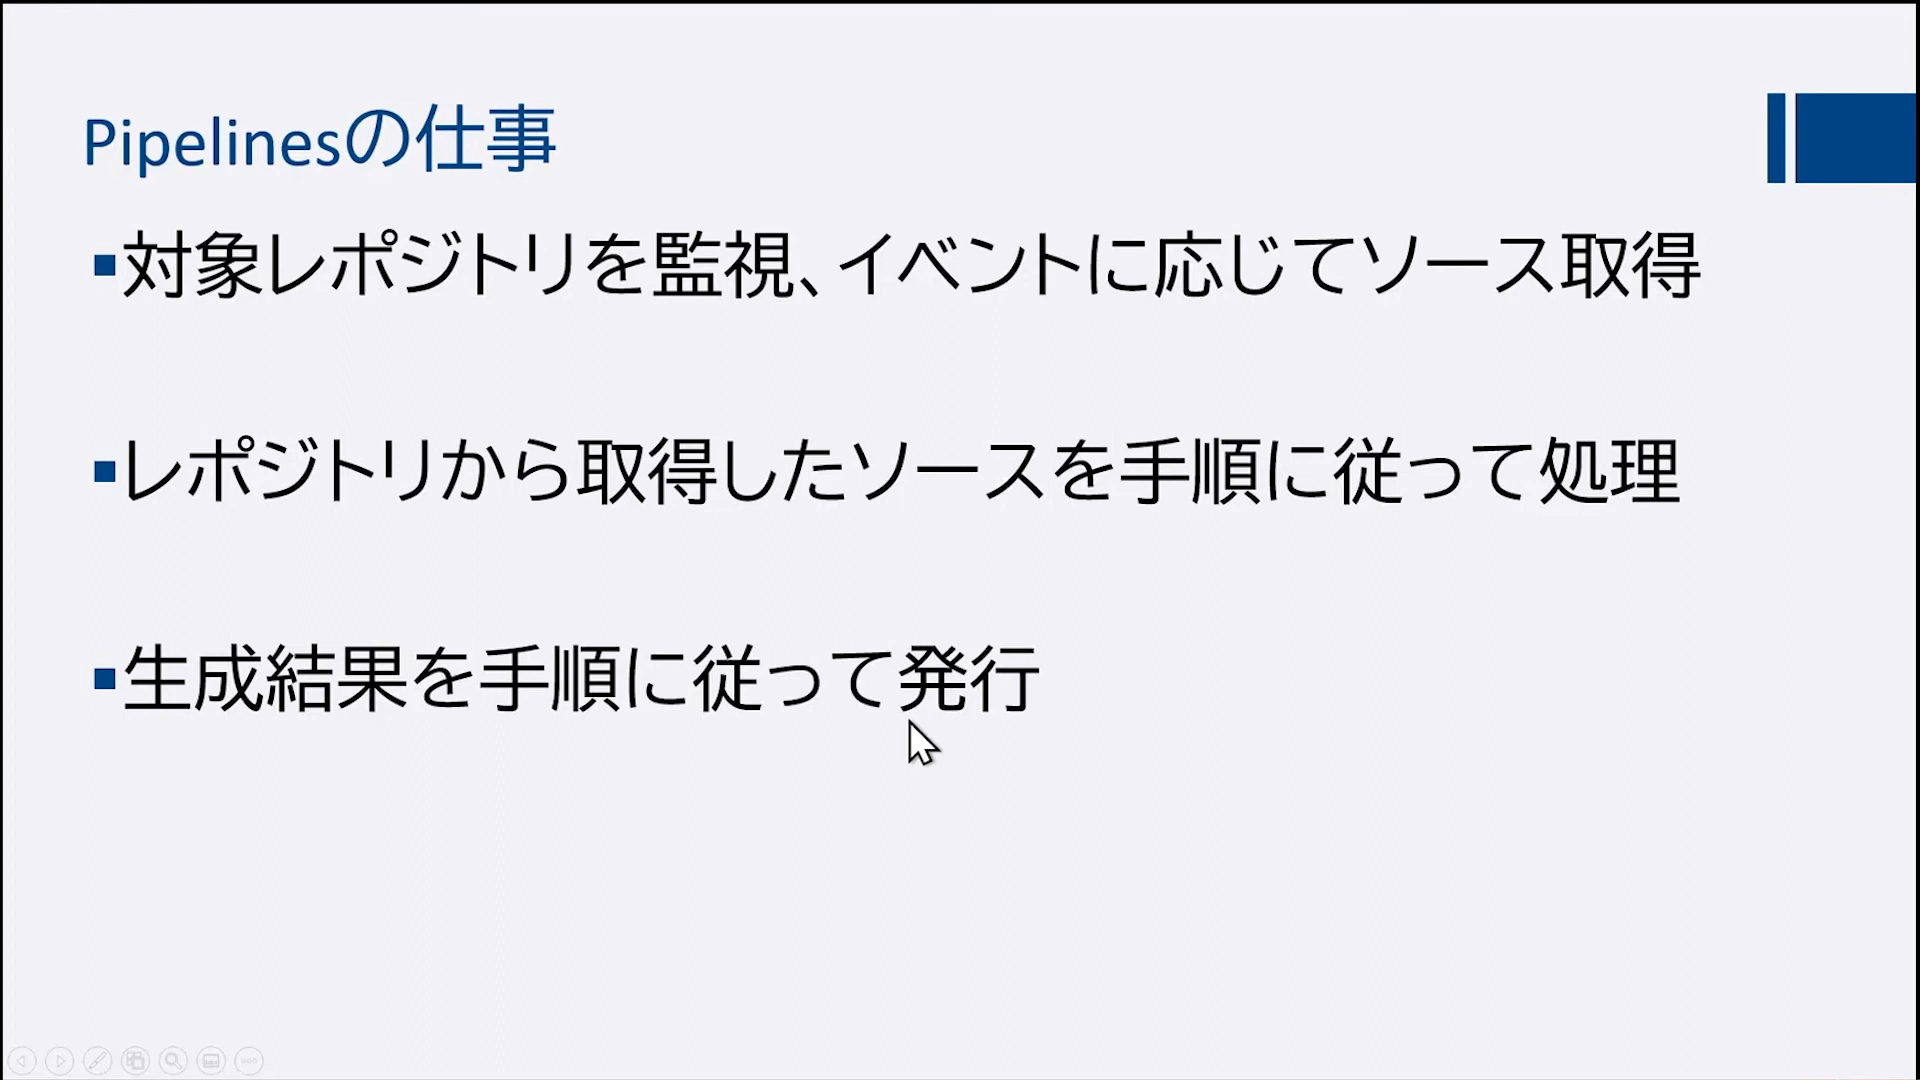 Pipelinesの仕事
▪対象レポジトリを監視、イベントに応じてソース取得
▪レポジトリから取得したソースを手順に従って処理
▪生成結果を手順に従って発行